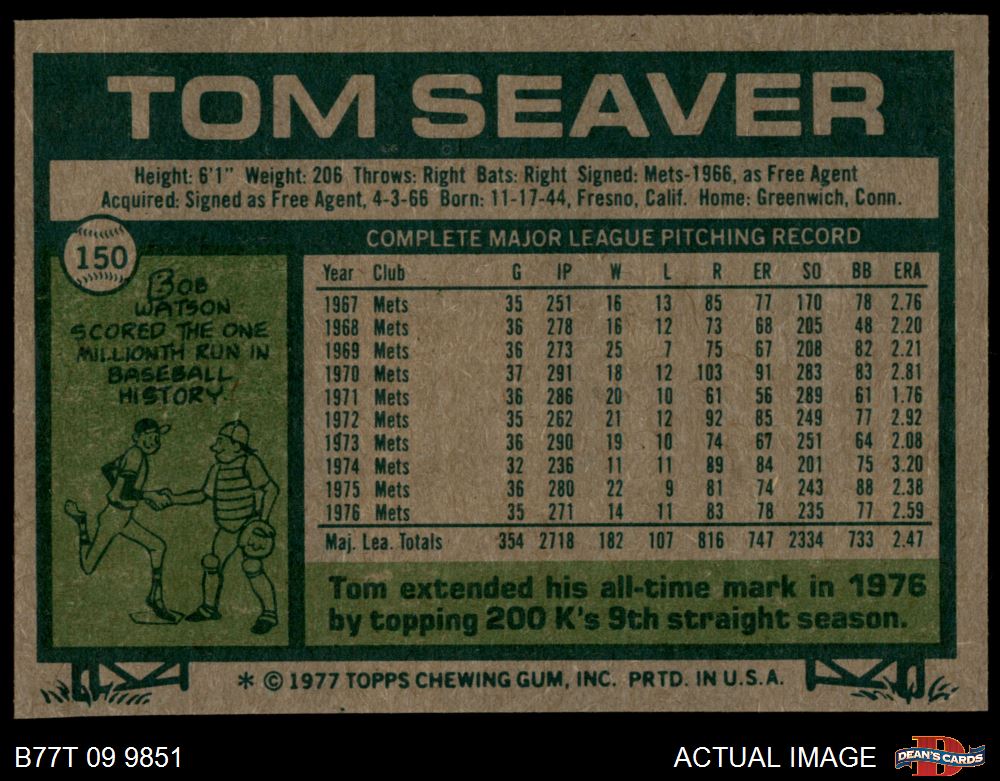 TOM SEAVER
Height: 6'1" Weight: 206 Throws: Right Bats: Right Signed: Mets-1966, as Free Agent
Acquired: Signed as Free Agent, 4-3-66 Born: 11-17-44, Fresno, Calif. Home: Greenwich, Conn.
150
BOB
WATSON
SCORED THE ONE
MILLIONTH RUN IN
BASEBALL
HISTORY.
COMPLETE MAJOR LEAGUE PITCHING RECORD
Year Club G IP W L R ER SO BB ERA
1967 Mets 35 251 16 13 85 77 170 78 2.76
1968 Mets 36 278 16 12 73 68 205 48 2.20
1969 Mets 36 273 25 7 75 67 208 82 2.21
1970 Mets 37 291 18 12 103 91 283 83 2.81
1971 Mets 36 286 20 10 61 56 289 61 1.76
1972 Mets 35 262 21 12 92 85 249 77 2.92
1973 Mets 36 290 19 10 74 67 251 64 2.08
1974 Mets 32 236 11 11 89 84 201 75 3.20
1975 Mets 36 280 22 9 81 74 243 88 2.38
1976 Mets 35 271 14 11 83 78 235 77 2.59
Maj. Lea. Totals 354 2718 182 107 816 747 2334 733 2.47
Tom extended his all-time mark in 1976
by topping 200 K's 9th straight season.
* © 1977 TOPPS CHEWING GUM, INC. PRTD. IN U.S.A.
B77T 09 9851
ACTUAL IMAGE
D
DEAN'S CARDS